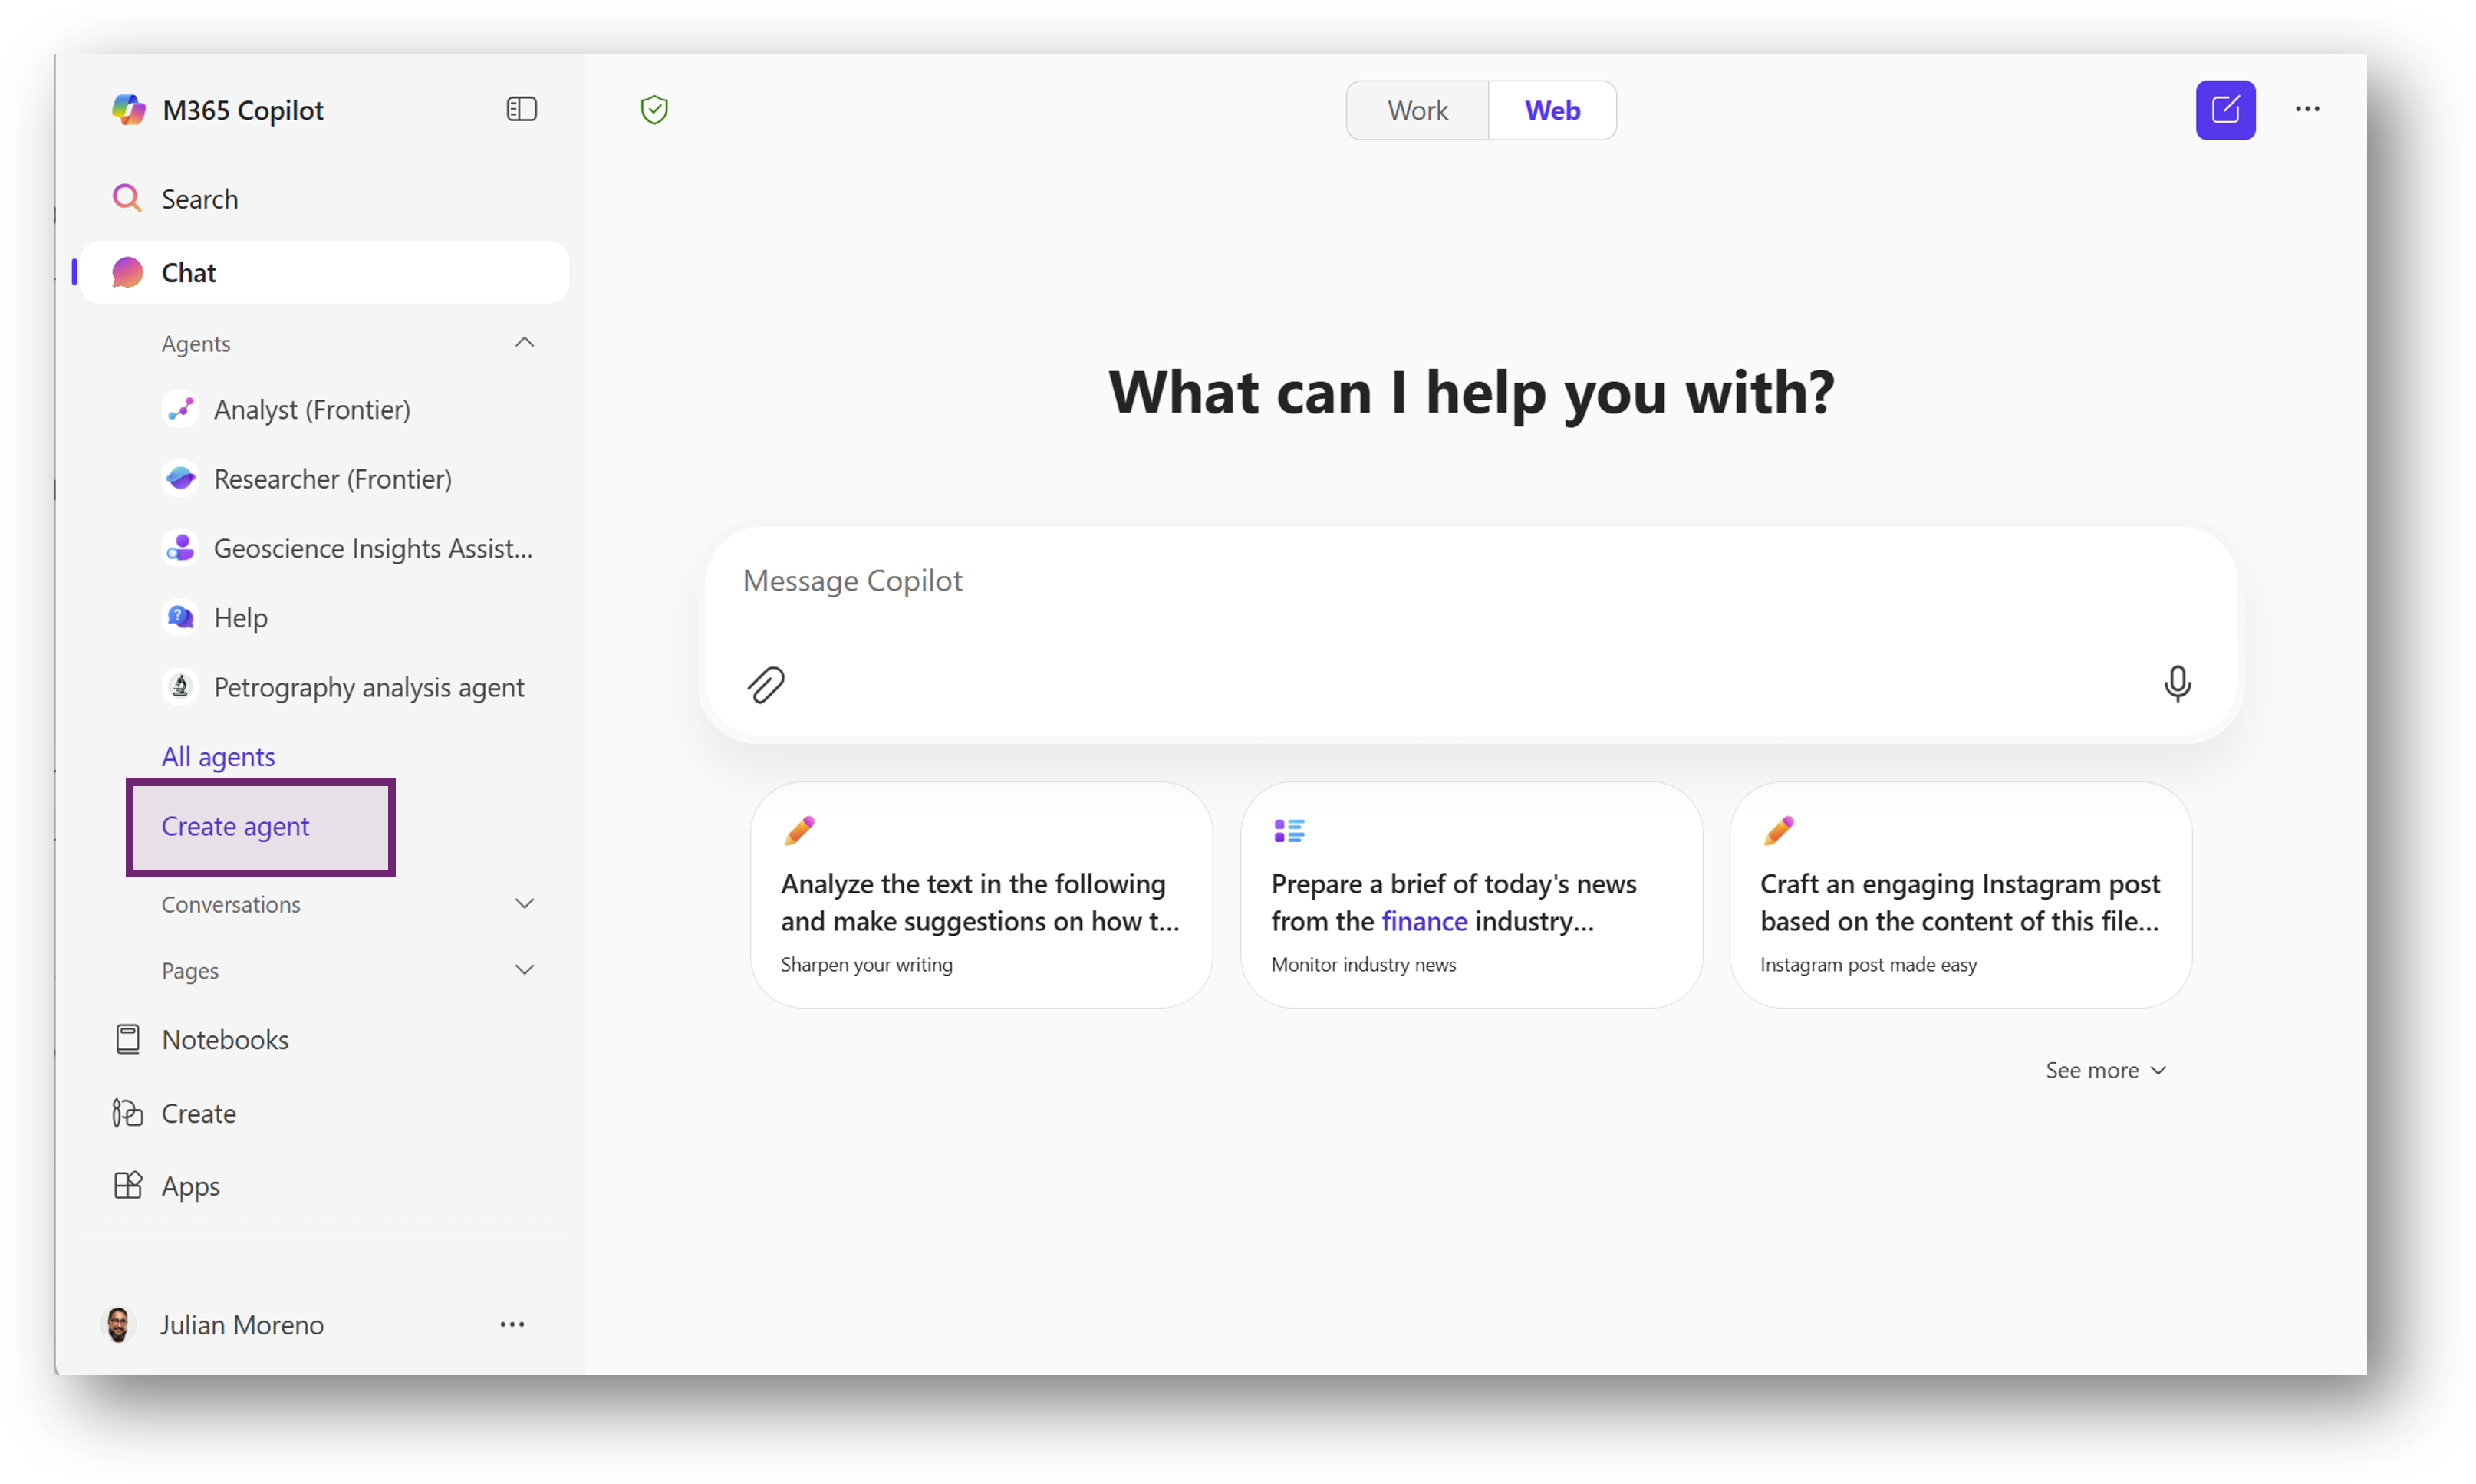 M365 Copilot
Search
Chat
Agents
Analyst (Frontier)
Researcher (Frontier)
Geoscience Insights Assist...
Help
Petrography analysis agent
All agents
Create agent
Conversations
Pages
Notebooks
Create
Apps
Julian Moreno
Work
Web
What can I help you with?
Message Copilot
Analyze the text in the following
and make suggestions on how t...
Sharpen your writing
Prepare a brief of today's news
from the finance industry...
Monitor industry news
Craft an engaging Instagram post
based on the content of this file...
Instagram post made easy
See more